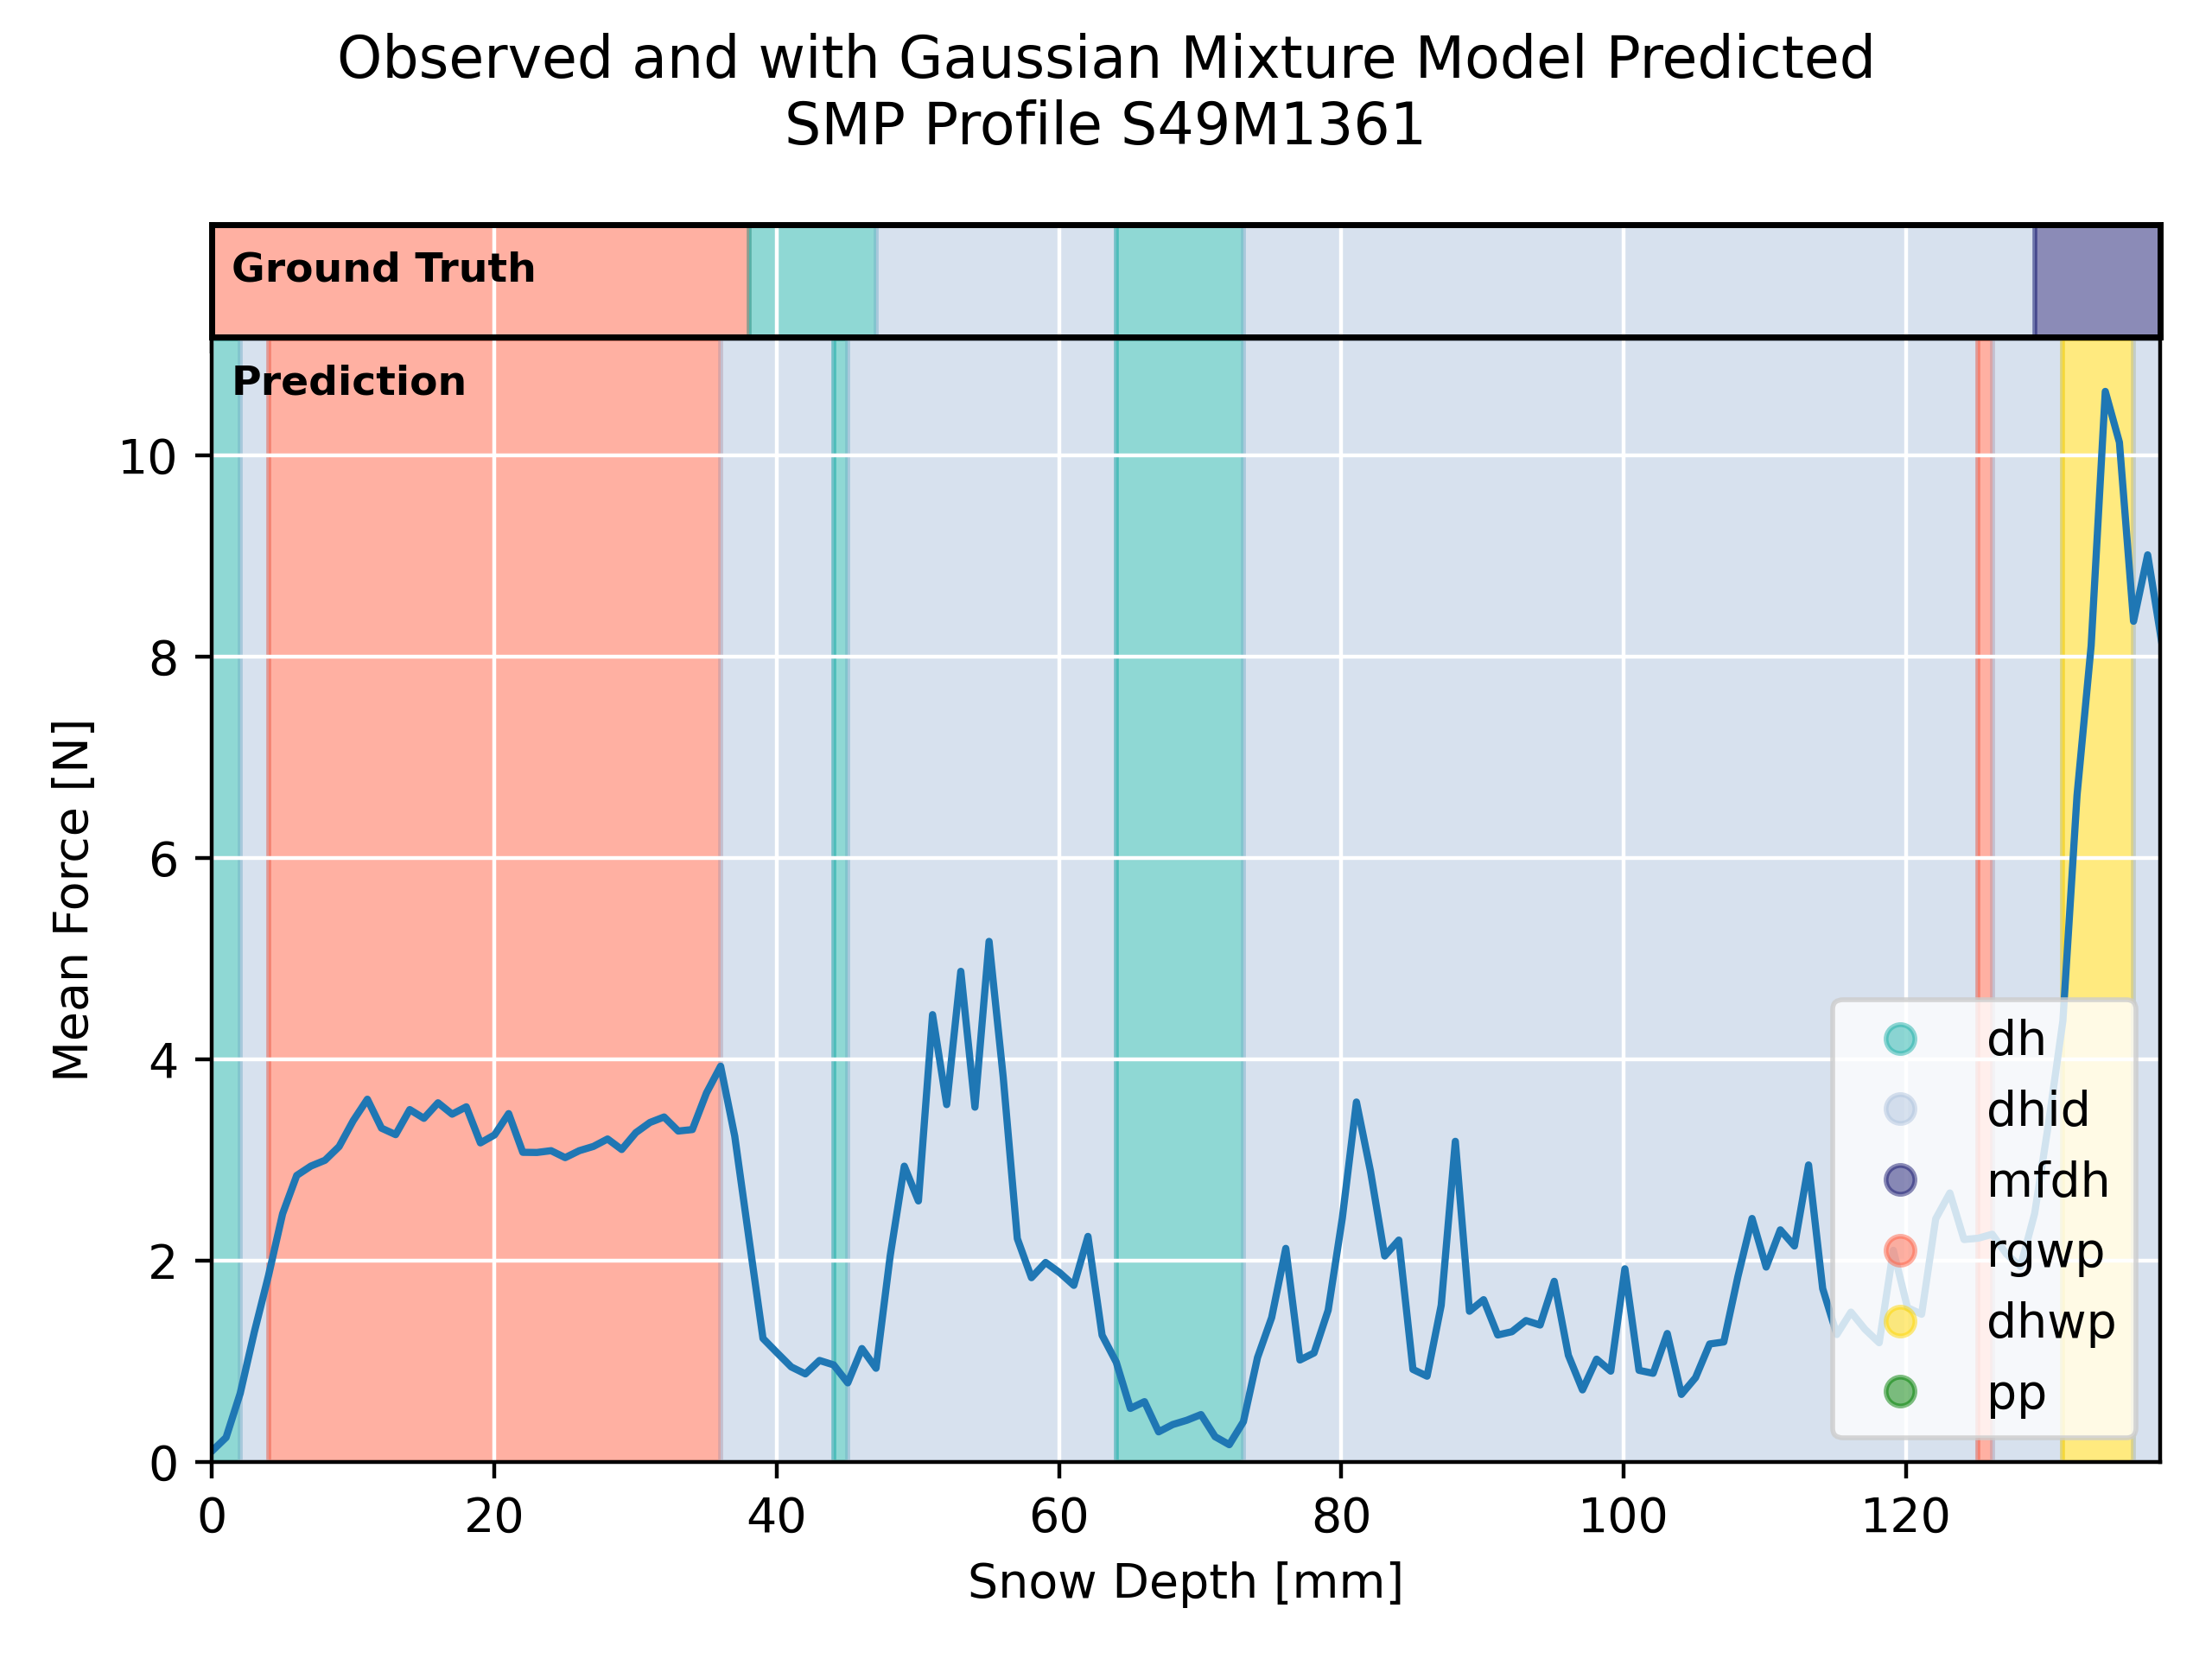 Observed and with Gaussian Mixture Model Predicted
SMP Profile S49M1361
Ground Truth
Prediction
10
8
6
4
2
0
Mean Force [N]
dh
dhid
mfdh
rgwp
dhwp
pp
0 20 40 60 80 100 120
Snow Depth [mm]